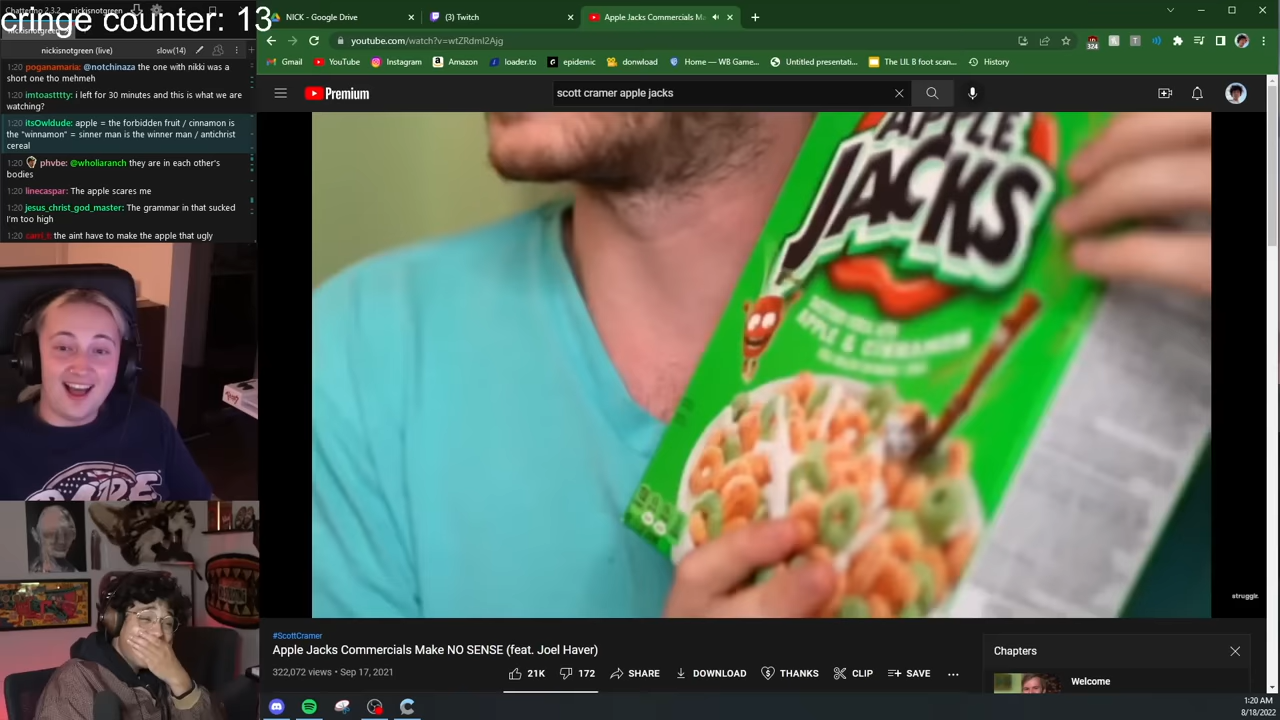 cringe counter: 13
Chatterino 2.3.2
nickisnotgreen
nickisnotgreen (live)
slow(14)
1:20 poganamaria: @notchinaza the one with nikki was a
short one tho mehmeh
1:20 imtoastttty: i left for 30 minutes and this is what we are
watching?
1:20 itsOwldude: apple = the forbidden fruit / cinnamon is
the "winnamon" = sinner man is the winner man / antichrist
cereal
1:20 phvbe: @wholiaranch they are in each other's
bodies
1:20 linecaspar: The apple scares me
1:20 jesus_christ_god_master: The grammar in that sucked
I'm too high
1:20 the aint have to make the apple that ugly
NICK - Google Drive
(3) Twitch
Apple Jacks Commercials Ma
youtube.com/watch?v=wtZRdmI2Ajg
324
Gmail
YouTube
Instagram
Amazon
loader.to
epidemic
donwload
Home — WB Game...
Untitled presentati...
The LIL B foot scan...
History
Premium
scott cramer apple jacks
APPLE
JACKS
APPLE & CINNAMON
struggle.
#ScottCramer
Apple Jacks Commercials Make NO SENSE (feat. Joel Haver)
322,072 views • Sep 17, 2021
21K
172
SHARE
DOWNLOAD
THANKS
CLIP
SAVE
Chapters
Welcome
1:20 AM
8/18/2022